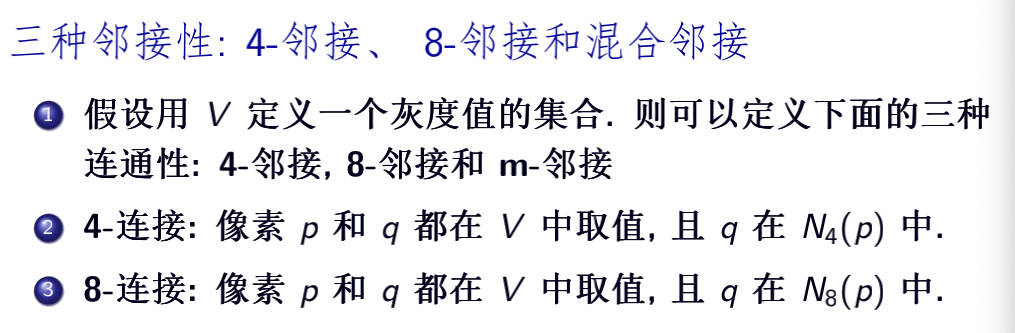 三种邻接性: 4-邻接、 8-邻接和混合邻接
1 假设用 V 定义一个灰度值的集合. 则可以定义下面的三种
连通性: 4-邻接, 8-邻接和 m-邻接
2 4-连接: 像素 p 和 q 都在 V 中取值, 且 q 在 N₄(p) 中.
3 8-连接: 像素 p 和 q 都在 V 中取值, 且 q 在 N₈(p) 中.